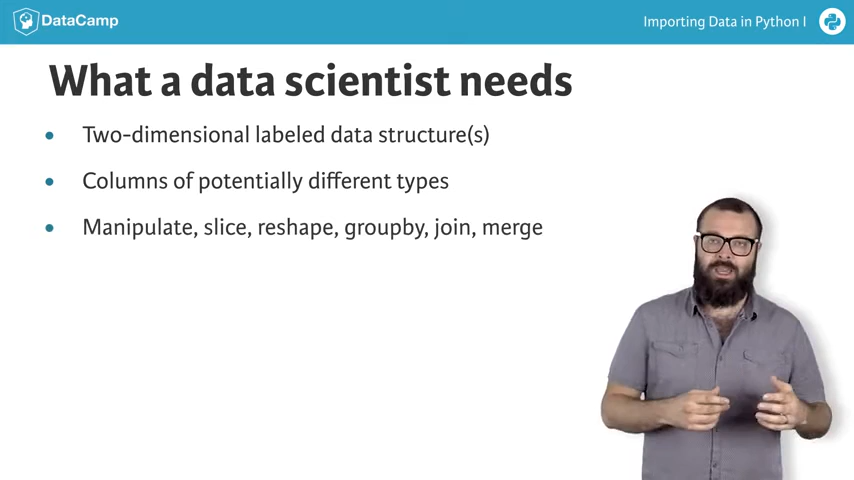 DataCamp
Importing Data in Python I
What a data scientist needs
Two-dimensional labeled data structure(s)
Columns of potentially different types
Manipulate, slice, reshape, groupby, join, merge